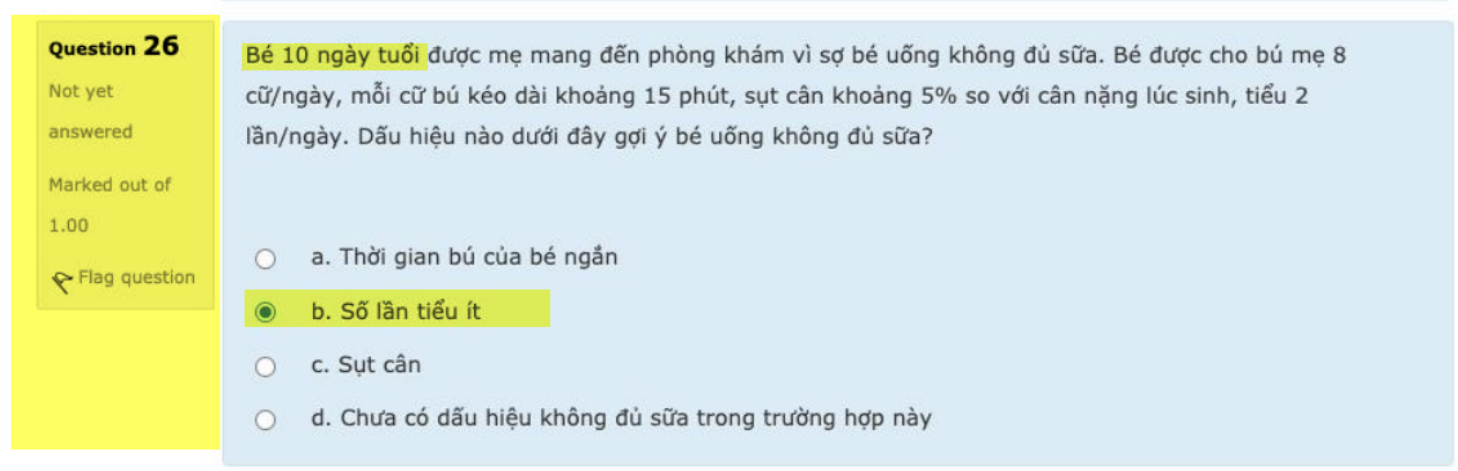 Question 26
Not yet
answered
Marked out of
1.00
Flag question
Bé 10 ngày tuổi được mẹ mang đến phòng khám vì sợ bé uống không đủ sữa. Bé được cho bú mẹ 8
cữ/ngày, mỗi cữ bú kéo dài khoảng 15 phút, sụt cân khoảng 5% so với cân nặng lúc sinh, tiểu 2
lần/ngày. Dấu hiệu nào dưới đây gợi ý bé uống không đủ sữa?
a. Thời gian bú của bé ngắn
b. Số lần tiểu ít
c. Sụt cân
d. Chưa có dấu hiệu không đủ sữa trong trường hợp này